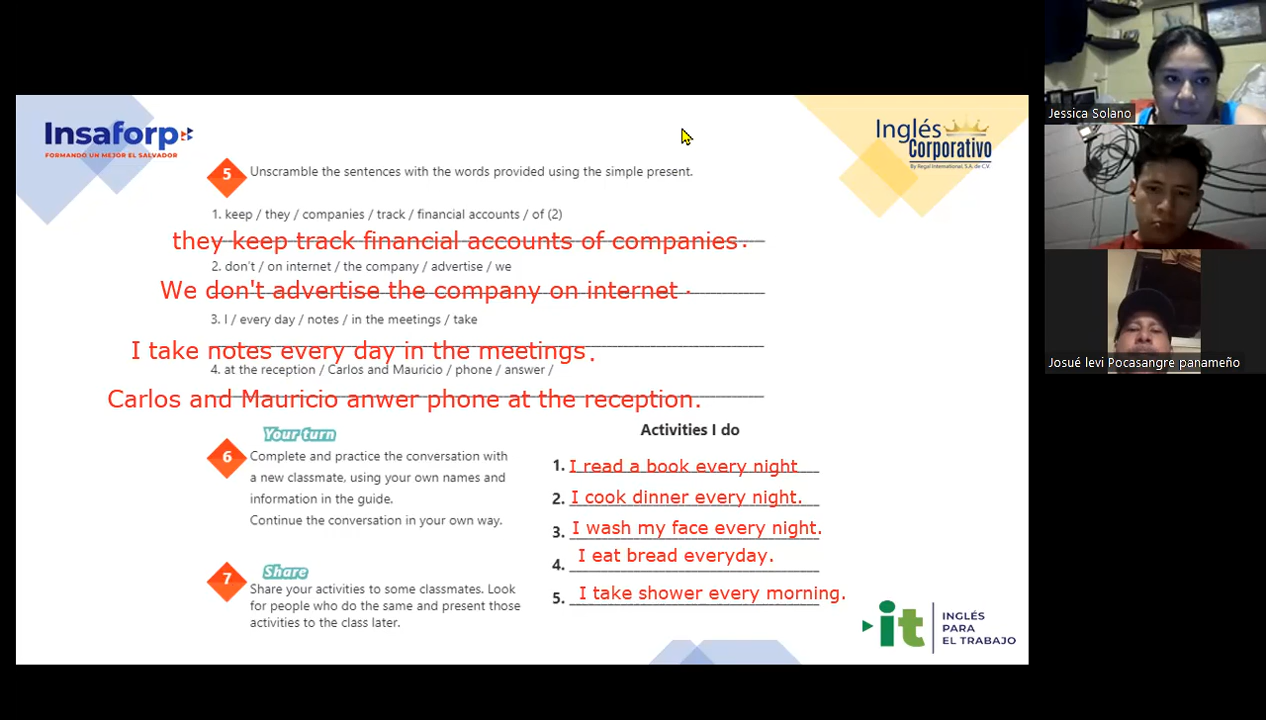 Insaforp
FORMANDO UN MEJOR EL SALVADOR
Inglés
Corporativo
By Regal International, S.A. de C.V.
5 Unscramble the sentences with the words provided using the simple present.
1. keep / they / companies / track / financial accounts / of (2)
they keep track financial accounts of companies.
2. don't / on internet / the company / advertise / we
We don't advertise the company on internet .
3. I / every day / notes / in the meetings / take
I take notes every day in the meetings.
4. at the reception / Carlos and Mauricio / phone / answer /
Carlos and Mauricio anwer phone at the reception.
Your turn
6 Complete and practice the conversation with
a new classmate, using your own names and
information in the guide.
Continue the conversation in your own way.
Share
7 Share your activities to some classmates. Look
for people who do the same and present those
activities to the class later.
Activities I do
1. I read a book every night
2. I cook dinner every night.
3. I wash my face every night.
4. I eat bread everyday.
5. I take shower every morning.
it
INGLÉS
PARA
EL TRABAJO
Jessica Solano
Josué levi Pocasangre panameño